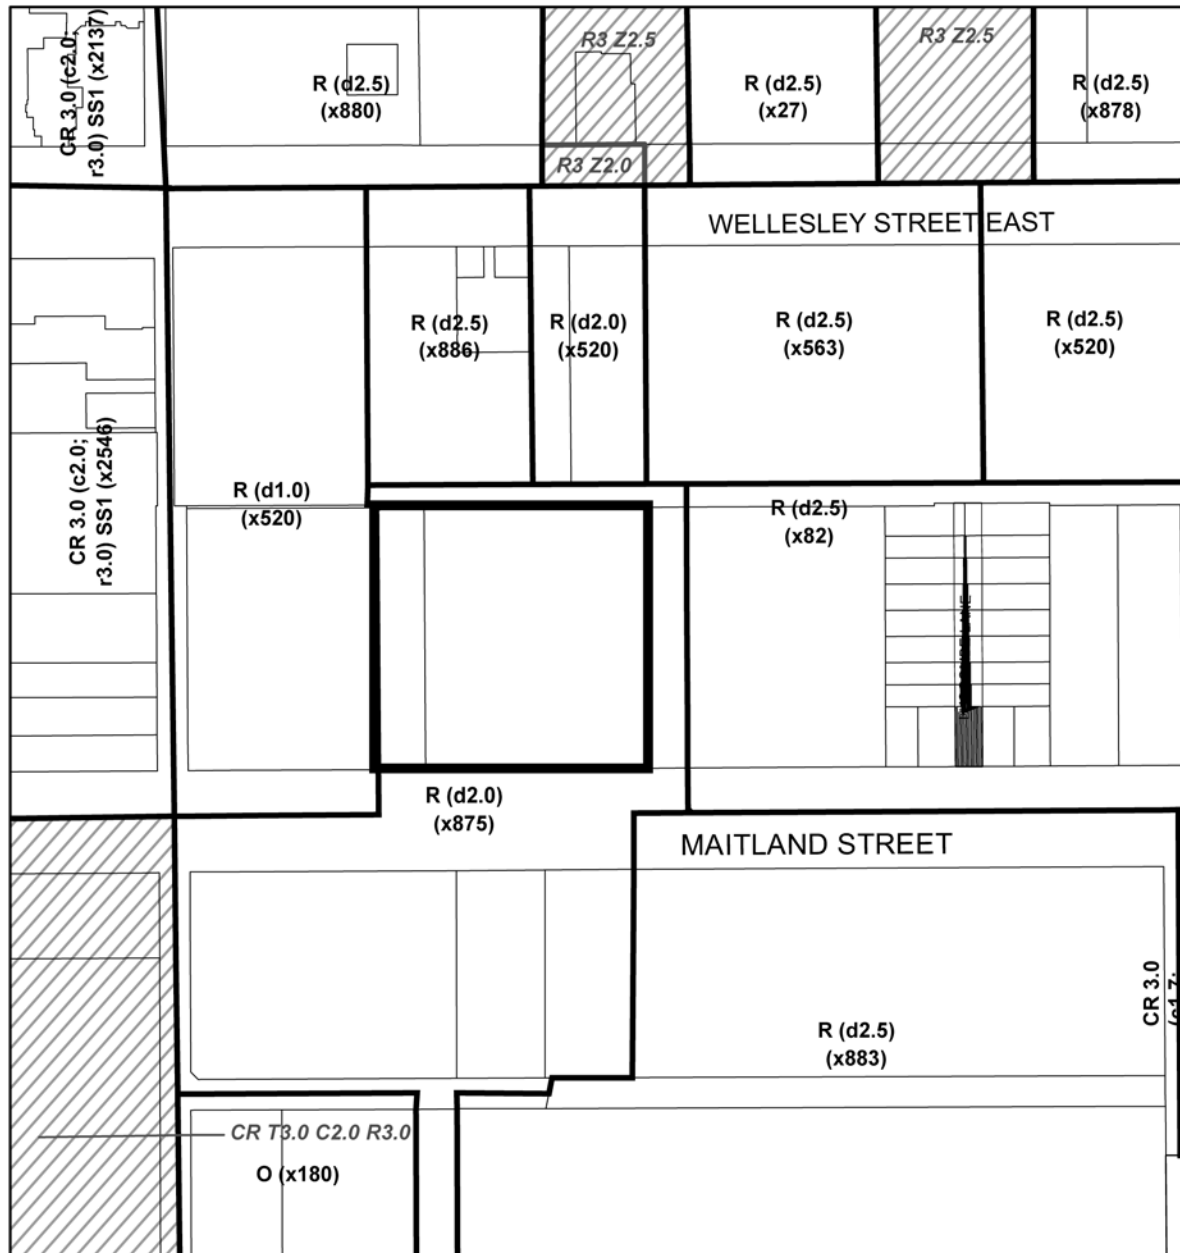 CR 3.0 (c2.0;
r3.0) SS1 (x2137)
R (d2.5)
(x880)
R3 Z2.5
R3 Z2.0
R (d2.5)
(x27)
R3 Z2.5
R (d2.5)
(x878)
WELLESLEY STREET EAST
R (d2.5)
(x886)
R (d2.0)
(x520)
R (d2.5)
(x563)
R (d2.5)
(x520)
CR 3.0 (c2.0;
r3.0) SS1 (x2546)
R (d1.0)
(x520)
R (d2.5)
(x82)
R (d2.0)
(x875)
MAITLAND STREET
CR 3.0
R (d2.5)
(x883)
CR T3.0 C2.0 R3.0
O (x180)